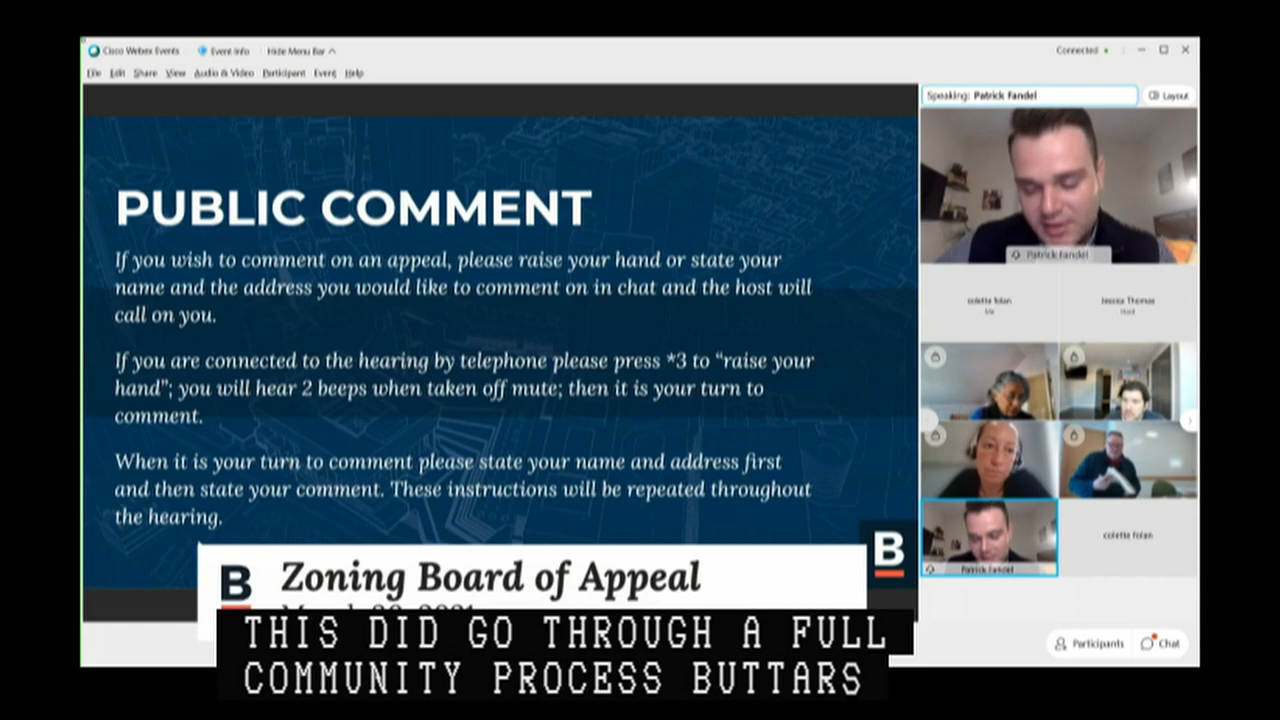 Cisco Webex Events
Event Info
Hide Menu Bar
Connected
File Edit Share View Audio & Video Participant Event Help
Speaking: Patrick Fandel
Layout
PUBLIC COMMENT
If you wish to comment on an appeal, please raise your hand or state your
name and the address you would like to comment on in chat and the host will
call on you.
If you are connected to the hearing by telephone please press *3 to “raise your
hand”; you will hear 2 beeps when taken off mute; then it is your turn to
comment.
When it is your turn to comment please state your name and address first
and then state your comment. These instructions will be repeated throughout
the hearing.
Patrick Fandel
colette folan
Me
Jessica Thomas
Host
Patrick Fandel
colette folan
B
B
Zoning Board of Appeal
THIS DID GO THROUGH A FULL
COMMUNITY PROCESS BUTTARS
Participants
Chat